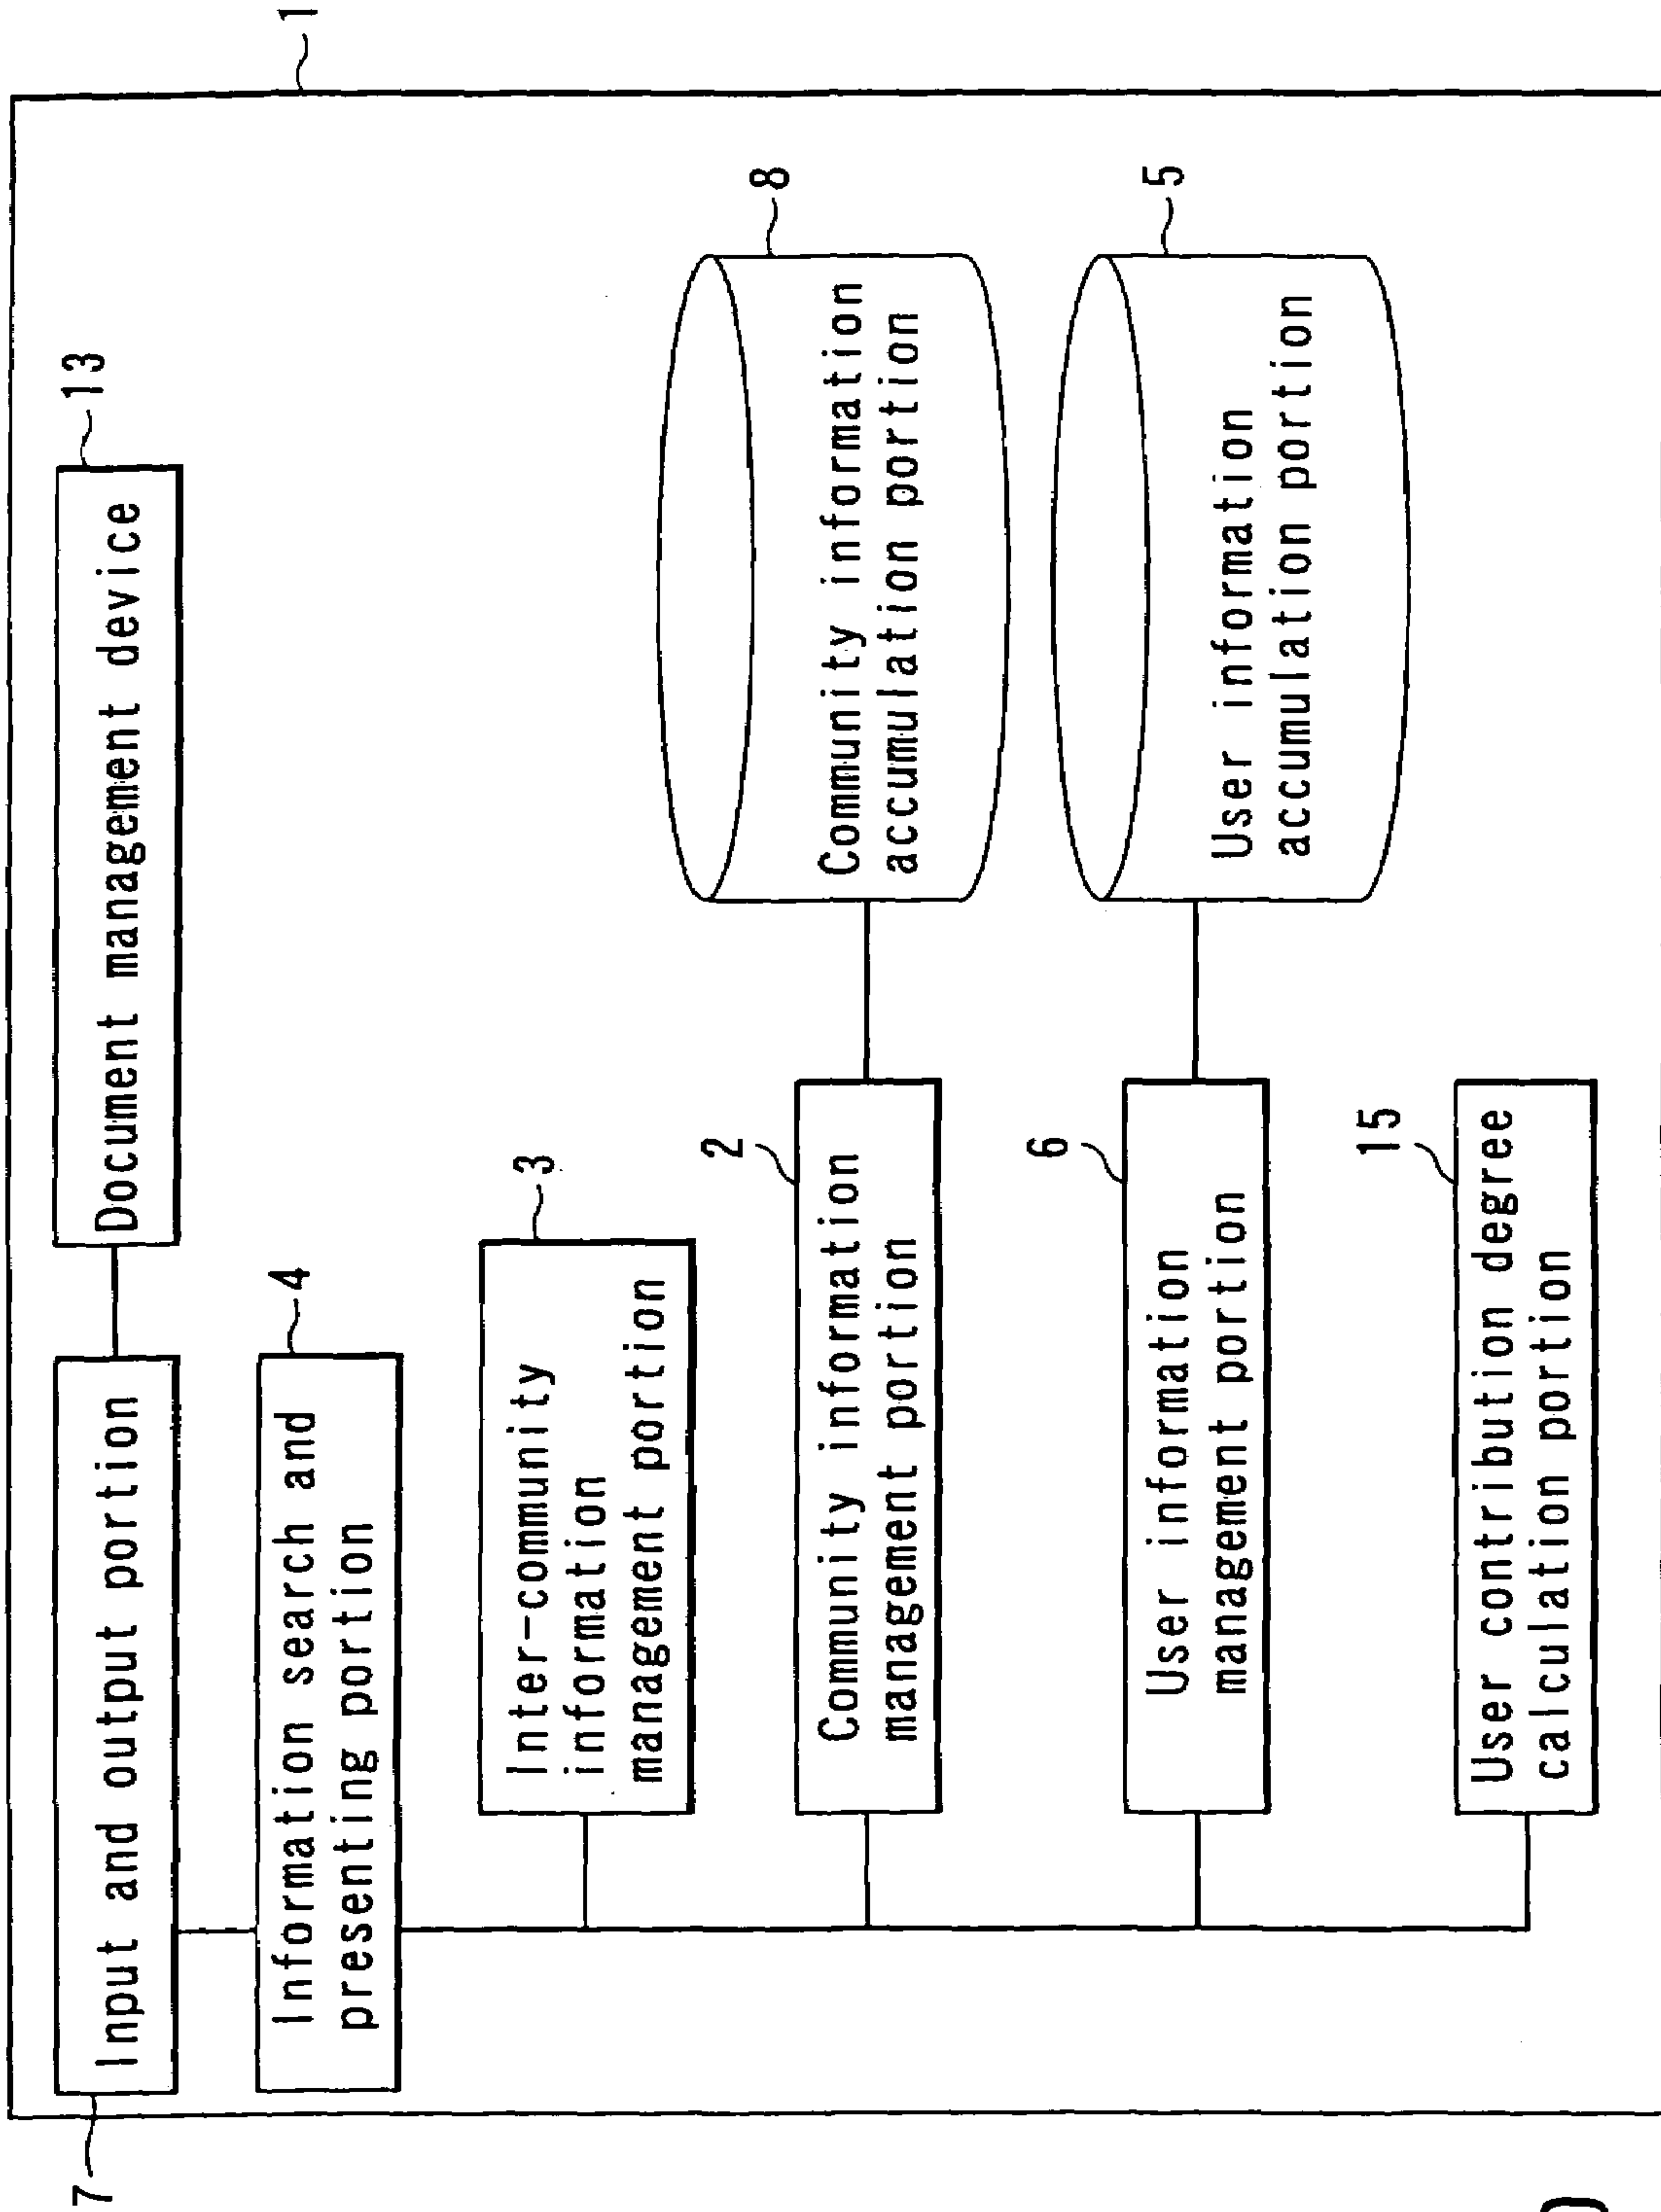 1
7
Input and output portion
Document management device
13
Information search and
presenting portion
4
Inter-community
information
management portion
3
Community information
management portion
2
Community information
accumulation portion
8
User information
management portion
6
User information
accumulation portion
5
User contribution degree
calculation portion
15